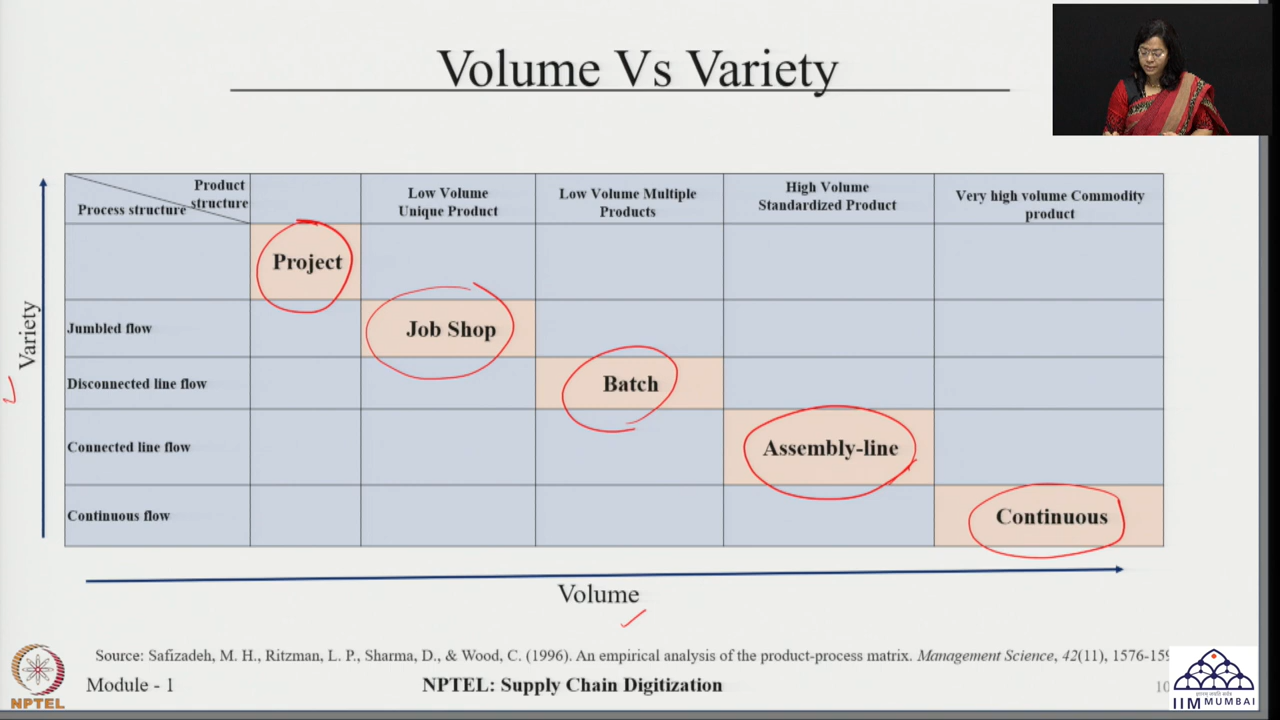 Volume Vs Variety
Product
structure
Process structure
Low Volume
Unique Product
Low Volume Multiple
Products
High Volume
Standardized Product
Very high volume Commodity
product
Project
Jumbled flow
Job Shop
Disconnected line flow
Batch
Connected line flow
Assembly-line
Continuous flow
Continuous
Variety
Volume
Source: Safizadeh, M. H., Ritzman, L. P., Sharma, D., & Wood, C. (1996). An empirical analysis of the product-process matrix. Management Science, 42(11), 1576-159
Module - 1
NPTEL: Supply Chain Digitization
10
NPTEL
IIM MUMBAI